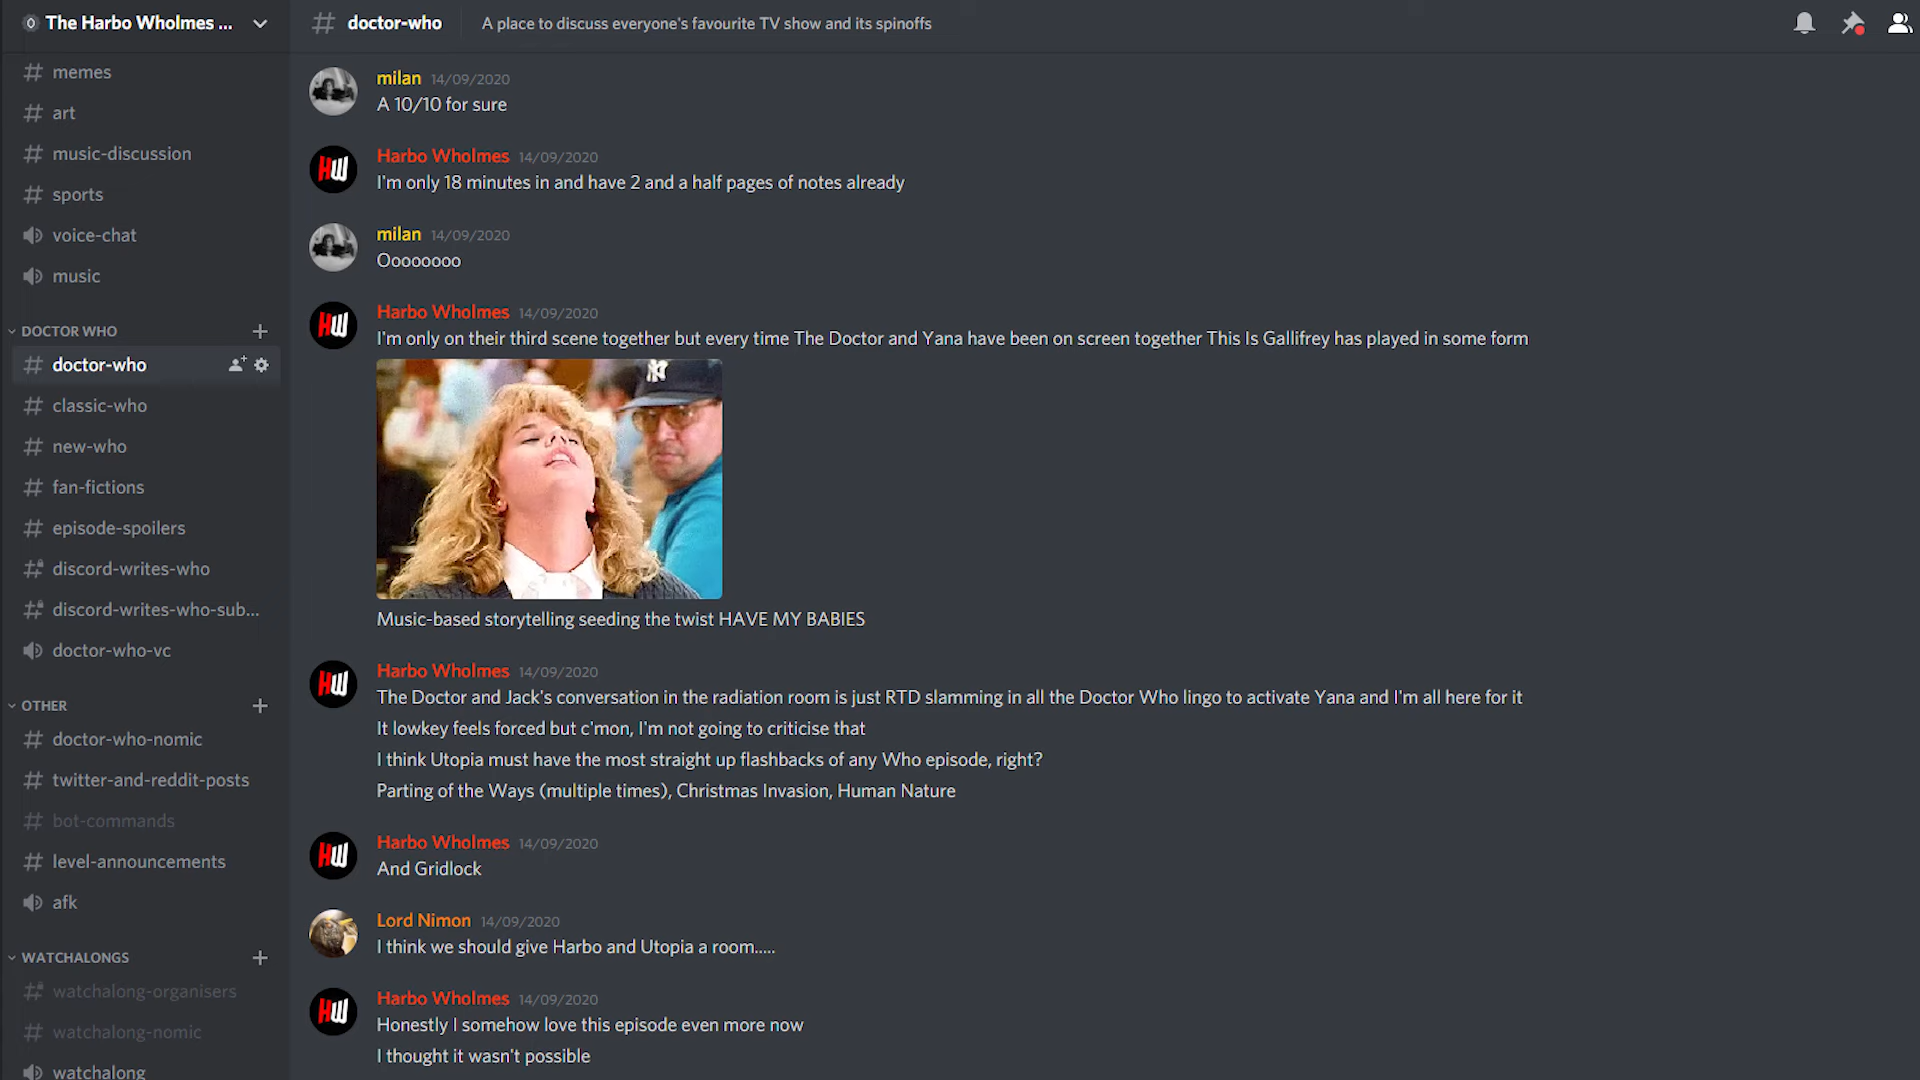 The Harbo Wholmes ...
memes
art
music-discussion
sports
voice-chat
music
DOCTOR WHO
doctor-who
classic-who
new-who
fan-fictions
episode-spoilers
discord-writes-who
discord-writes-who-sub...
doctor-who-vc
OTHER
doctor-who-nomic
twitter-and-reddit-posts
bot-commands
level-announcements
afk
WATCHALONGS
watchalong-organisers
watchalong-nomic
watchalong
doctor-who A place to discuss everyone's favourite TV show and its spinoffs
milan 14/09/2020
A 10/10 for sure
HW
Harbo Wholmes 14/09/2020
I'm only 18 minutes in and have 2 and a half pages of notes already
milan 14/09/2020
Oooooooo
HW
Harbo Wholmes 14/09/2020
I'm only on their third scene together but every time The Doctor and Yana have been on screen together This Is Gallifrey has played in some form
NY
Music-based storytelling seeding the twist HAVE MY BABIES
HW
Harbo Wholmes 14/09/2020
The Doctor and Jack's conversation in the radiation room is just RTD slamming in all the Doctor Who lingo to activate Yana and I'm all here for it
It lowkey feels forced but c'mon, I'm not going to criticise that
I think Utopia must have the most straight up flashbacks of any Who episode, right?
Parting of the Ways (multiple times), Christmas Invasion, Human Nature
HW
Harbo Wholmes 14/09/2020
And Gridlock
Lord Nimon 14/09/2020
I think we should give Harbo and Utopia a room.....
HW
Harbo Wholmes 14/09/2020
Honestly I somehow love this episode even more now
I thought it wasn't possible